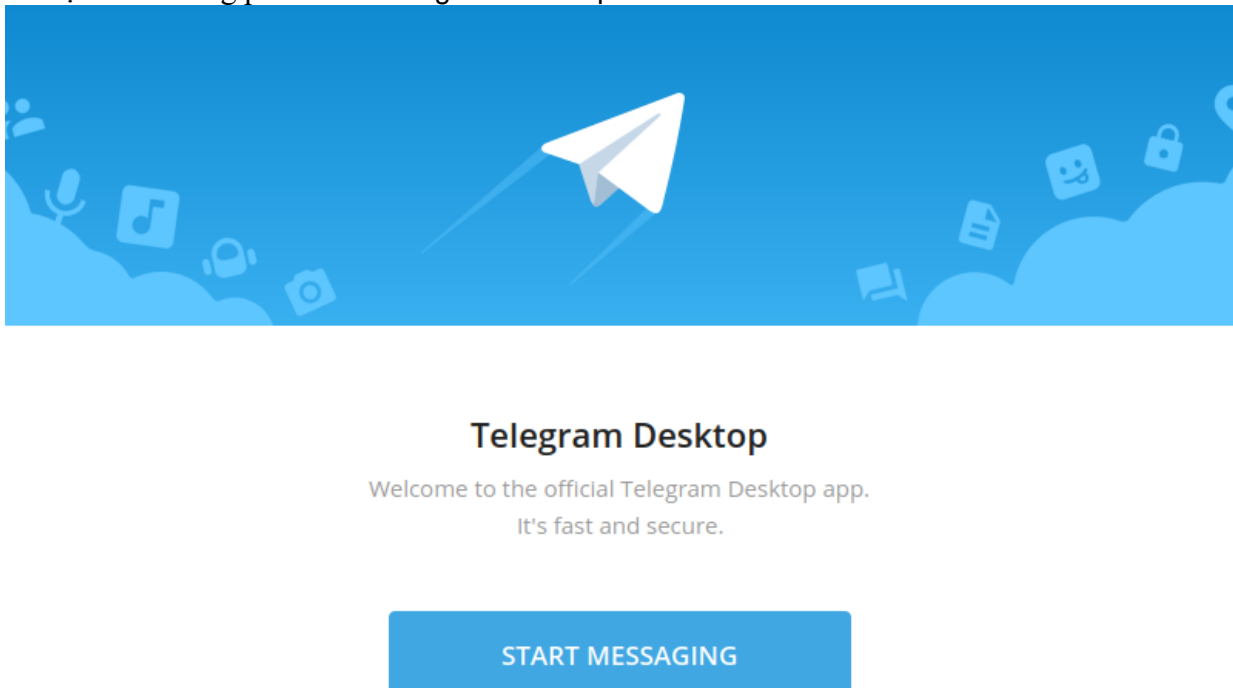 Telegram Desktop
Welcome to the official Telegram Desktop app.
It's fast and secure.
START MESSAGING